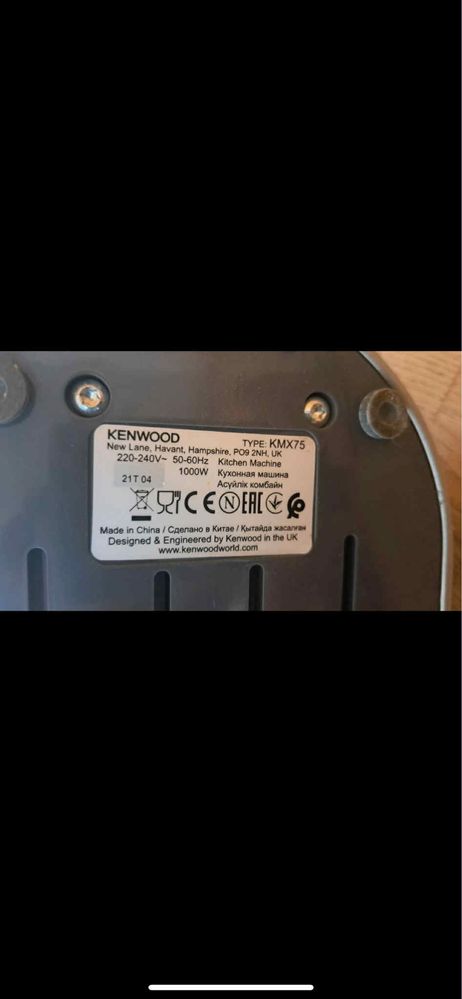 KENWOOD
TYPE: KMX75
New Lane, Havant, Hampshire, PO9 2NH, UK
220-240V~ 50-60Hz Kitchen Machine
1000W Кухонная машина
21T 04
Асүйлік комбайн
CE N EAC
Made in China / Сделано в Китае / Қытайда жасалған
Designed & Engineered by Kenwood in the UK
www.kenwoodworld.com